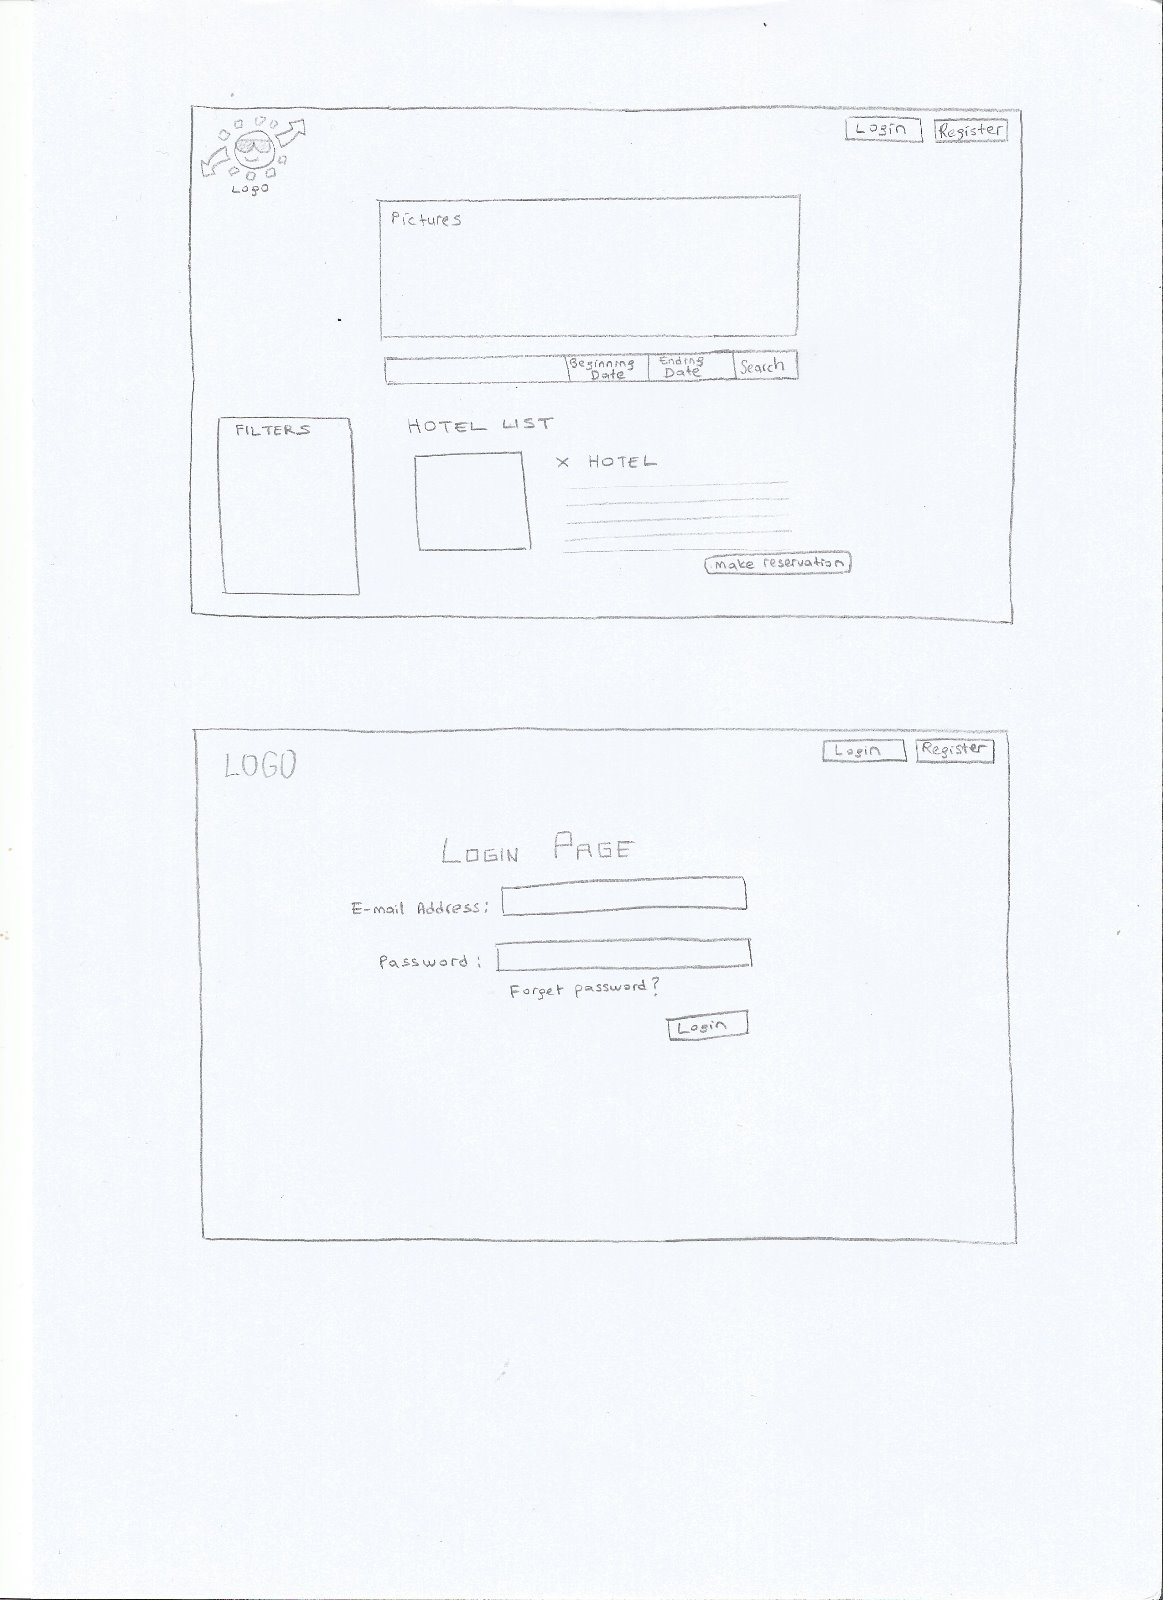 Login Register
Logo
Pictures
Beginning Date
Ending Date
Search
FILTERS
HOTEL LIST
X HOTEL
make reservation
LOGO
Login Register
LOGIN PAGE
E-mail Address:
Password:
Forget password?
Login